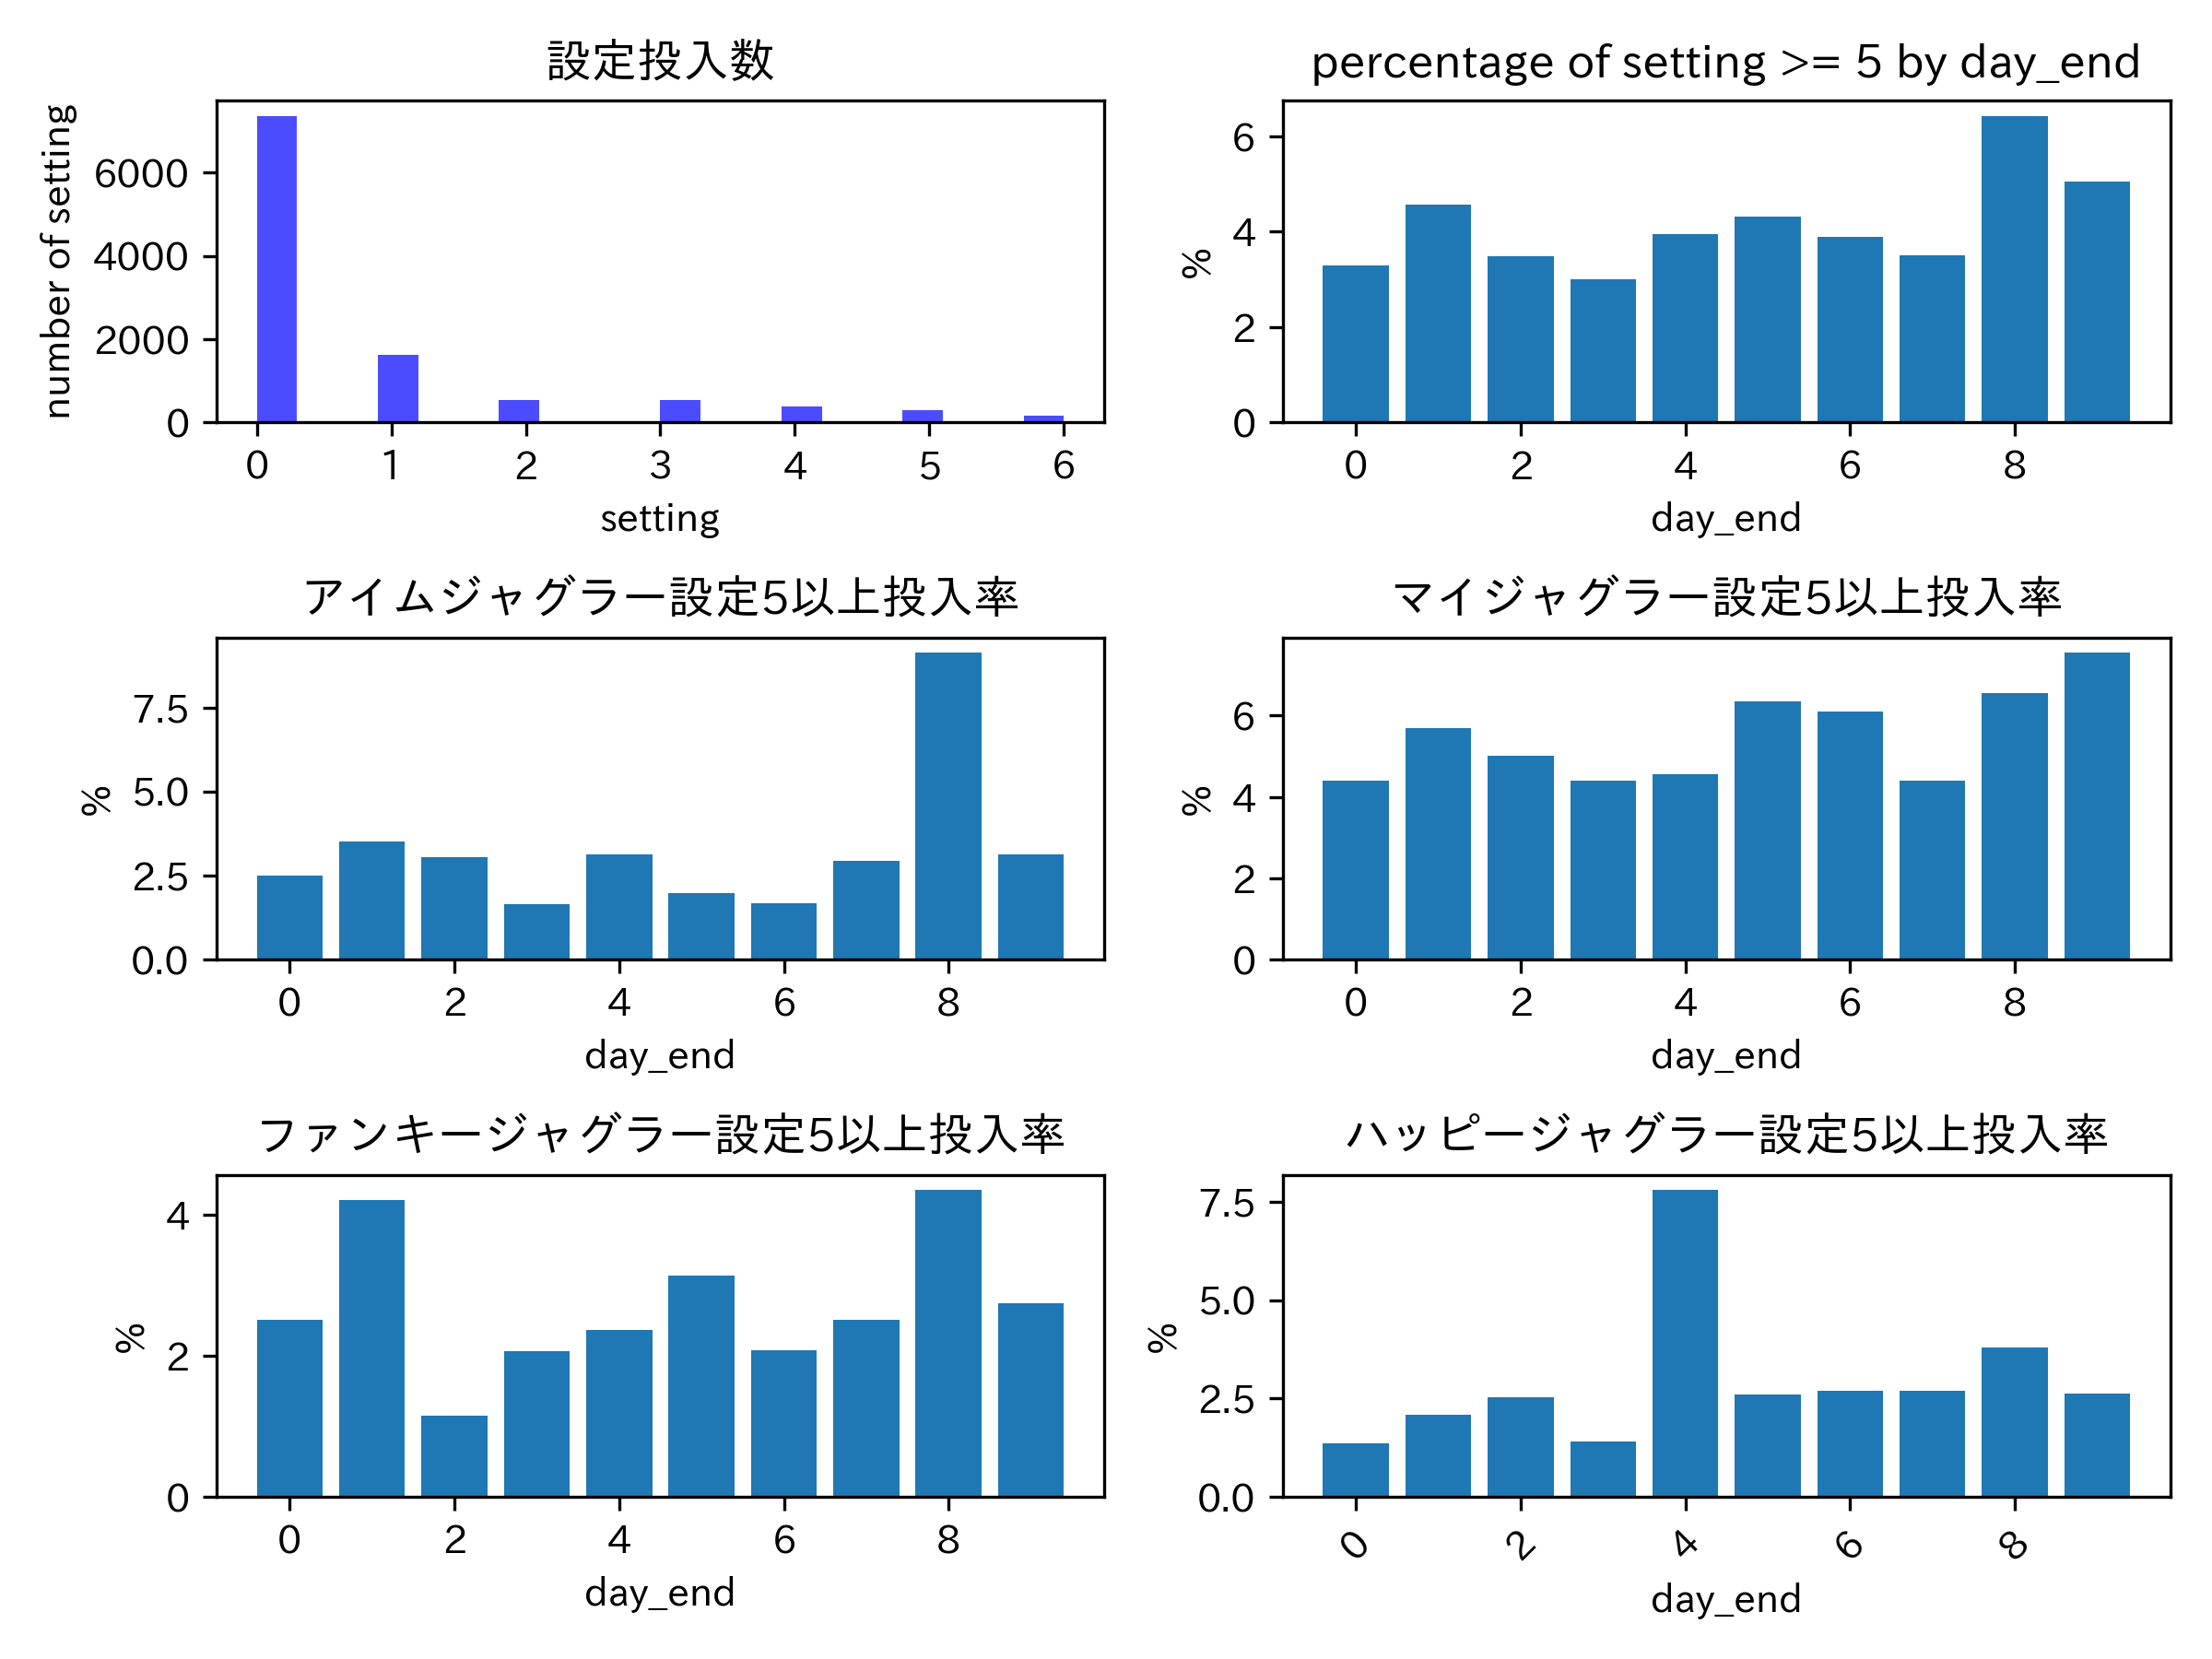 設定投入数
number of setting
6000
4000
2000
0
0 1 2 3 4 5 6
setting
percentage of setting >= 5 by day_end
%
6
4
2
0
0 2 4 6 8
day_end
アイムジャグラー設定5以上投入率
%
7.5
5.0
2.5
0.0
0 2 4 6 8
day_end
マイジャグラー設定5以上投入率
%
6
4
2
0
0 2 4 6 8
day_end
ファンキージャグラー設定5以上投入率
%
4
2
0
0 2 4 6 8
day_end
ハッピージャグラー設定5以上投入率
%
7.5
5.0
2.5
0.0
0 2 4 6 8
day_end